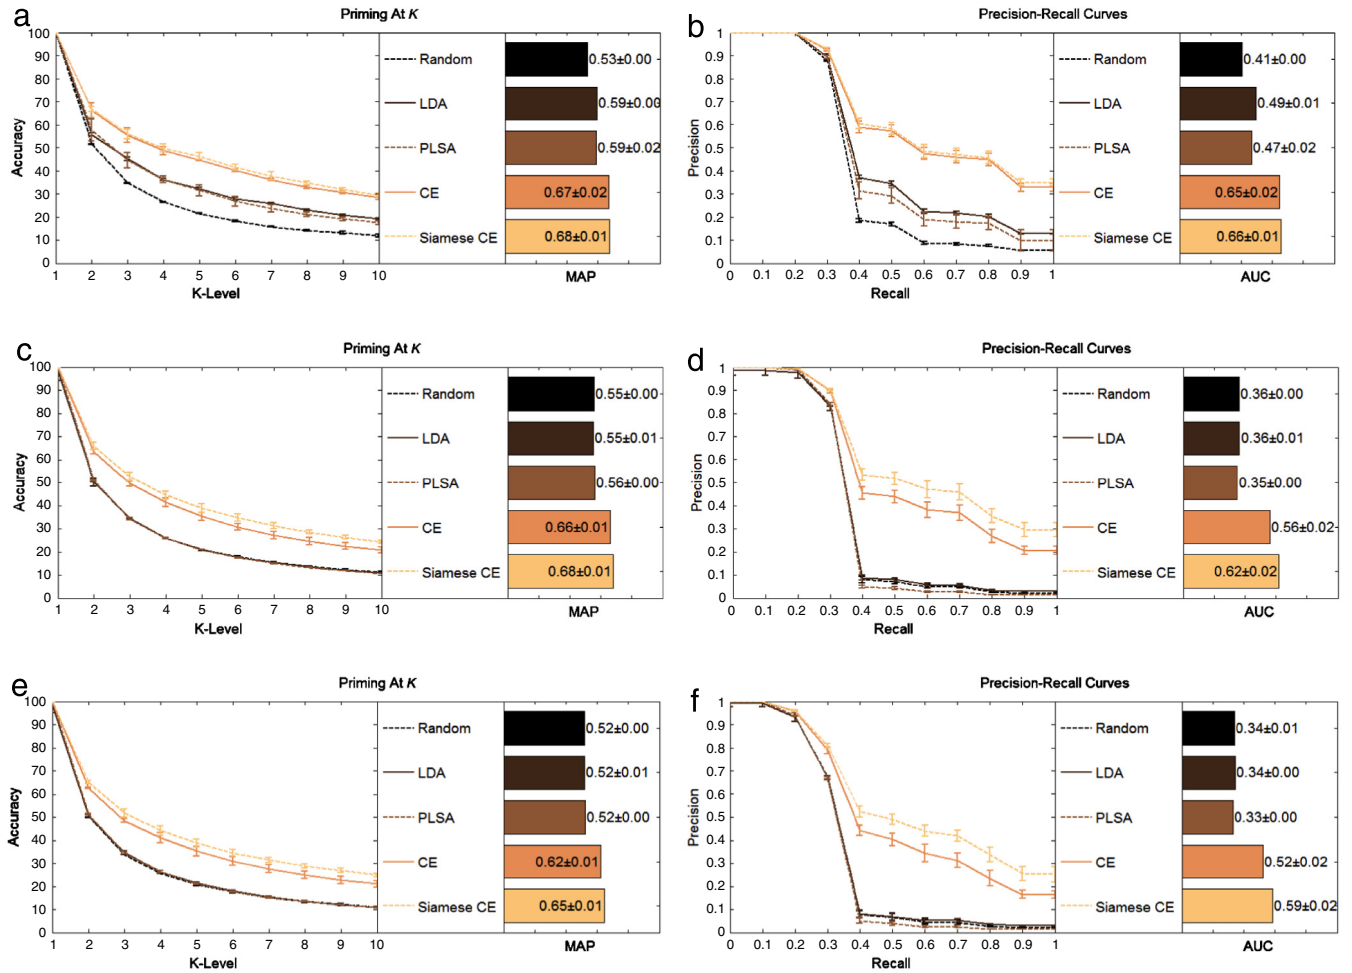 a
Priming At K
Accuracy
100
90
80
70
60
50
40
30
20
10
0
1 2 3 4 5 6 7 8 9 10
K-Level
Random
LDA
PLSA
CE
Siamese CE
0.53±0.00
0.59±0.00
0.59±0.02
0.67±0.02
0.68±0.01
MAP
b
Precision-Recall Curves
Precision
1
0.9
0.8
0.7
0.6
0.5
0.4
0.3
0.2
0.1
0
0 0.1 0.2 0.3 0.4 0.5 0.6 0.7 0.8 0.9 1
Recall
Random
LDA
PLSA
CE
Siamese CE
0.41±0.00
0.49±0.01
0.47±0.02
0.65±0.02
0.66±0.01
AUC
c
Priming At K
Accuracy
100
90
80
70
60
50
40
30
20
10
0
1 2 3 4 5 6 7 8 9 10
K-Level
Random
LDA
PLSA
CE
Siamese CE
0.55±0.00
0.55±0.01
0.56±0.00
0.66±0.01
0.68±0.01
MAP
d
Precision-Recall Curves
Precision
1
0.9
0.8
0.7
0.6
0.5
0.4
0.3
0.2
0.1
0
0 0.1 0.2 0.3 0.4 0.5 0.6 0.7 0.8 0.9 1
Recall
Random
LDA
PLSA
CE
Siamese CE
0.36±0.00
0.36±0.01
0.35±0.00
0.56±0.02
0.62±0.02
AUC
e
Priming At K
Accuracy
100
90
80
70
60
50
40
30
20
10
0
1 2 3 4 5 6 7 8 9 10
K-Level
Random
LDA
PLSA
CE
Siamese CE
0.52±0.00
0.52±0.01
0.52±0.00
0.62±0.01
0.65±0.01
MAP
f
Precision-Recall Curves
Precision
1
0.9
0.8
0.7
0.6
0.5
0.4
0.3
0.2
0.1
0
0 0.1 0.2 0.3 0.4 0.5 0.6 0.7 0.8 0.9 1
Recall
Random
LDA
PLSA
CE
Siamese CE
0.34±0.01
0.34±0.00
0.33±0.00
0.52±0.02
0.59±0.02
AUC